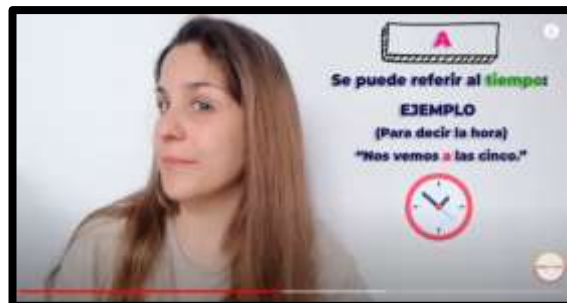 A
Se puede referir al tiempo:
EJEMPLO
(Para decir la hora)
“Nos vemos a las cinco.”